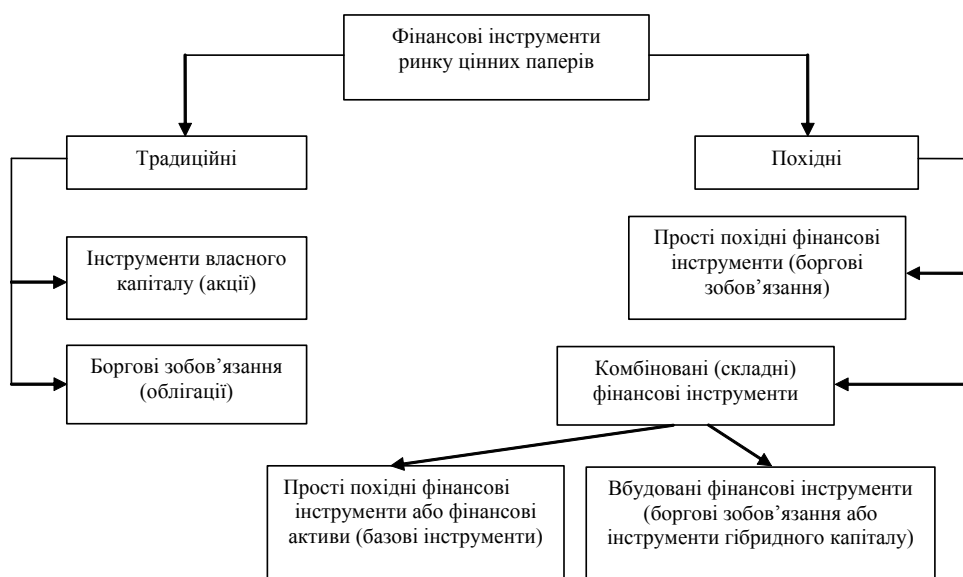 Фінансові інструменти
ринку цінних паперів
Традиційні
Похідні
Інструменти власного
капіталу (акції)
Прості похідні фінансові
інструменти (боргові
зобов’язання)
Боргові зобов’язання
(облігації)
Комбіновані (складні)
фінансові інструменти
Прості похідні фінансові
інструменти або фінансові
активи (базові інструменти)
Вбудовані фінансові інструменти
(боргові зобов’язання або
інструменти гібридного капіталу)